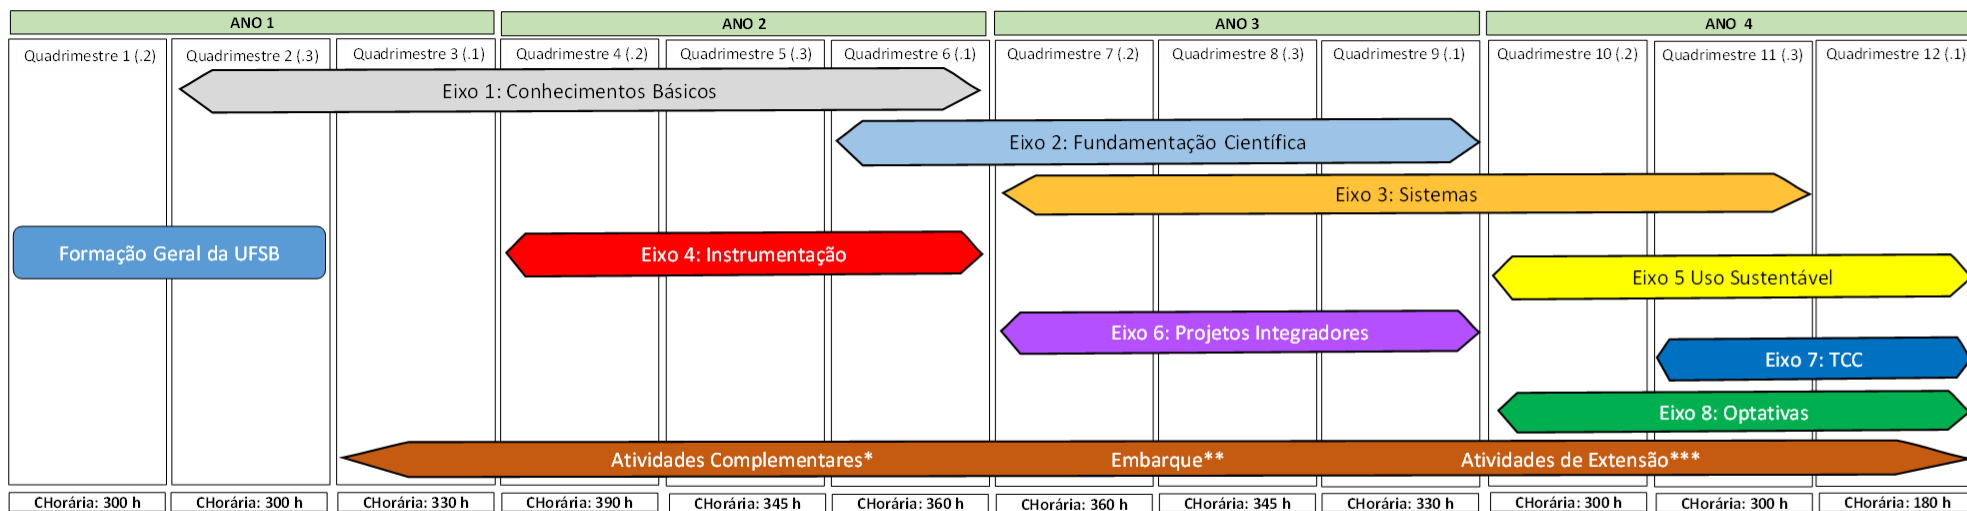 ANO 1
ANO 2
ANO 3
ANO 4
Quadrimestre 1 (.2)
Quadrimestre 2 (.3)
Quadrimestre 3 (.1)
Quadrimestre 4 (.2)
Quadrimestre 5 (.3)
Quadrimestre 6 (.1)
Quadrimestre 7 (.2)
Quadrimestre 8 (.3)
Quadrimestre 9 (.1)
Quadrimestre 10 (.2)
Quadrimestre 11 (.3)
Quadrimestre 12 (.1)
Eixo 1: Conhecimentos Básicos
Eixo 2: Fundamentação Científica
Eixo 3: Sistemas
Formação Geral da UFSB
Eixo 4: Instrumentação
Eixo 5 Uso Sustentável
Eixo 6: Projetos Integradores
Eixo 7: TCC
Eixo 8: Optativas
Atividades Complementares*
Embarque**
Atividades de Extensão***
CHorária: 300 h
CHorária: 300 h
CHorária: 330 h
CHorária: 390 h
CHorária: 345 h
CHorária: 360 h
CHorária: 360 h
CHorária: 345 h
CHorária: 330 h
CHorária: 300 h
CHorária: 300 h
CHorária: 180 h